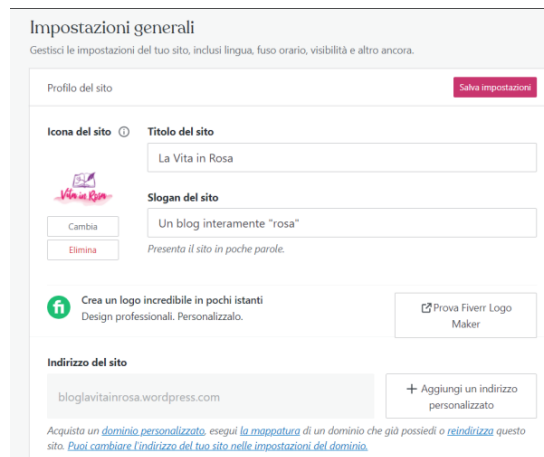 Impostazioni generali
Gestisci le impostazioni del tuo sito, inclusi lingua, fuso orario, visibilità e altro ancora.
Profilo del sito
Salva impostazioni
Icona del sito
Titolo del sito
La Vita in Rosa
Vita in Rosa
Slogan del sito
Cambia
Un blog interamente "rosa"
Elimina
Presenta il sito in poche parole.
fi
Crea un logo incredibile in pochi istanti
Design professionali. Personalizzalo.
Prova Fiverr Logo
Maker
Indirizzo del sito
bloglavitainrosa.wordpress.com
+ Aggiungi un indirizzo
personalizzato
Acquista un dominio personalizzato, esegui la mappatura di un dominio che già possiedi o reindirizza questo
sito. Puoi cambiare l'indirizzo del tuo sito nelle impostazioni del dominio.